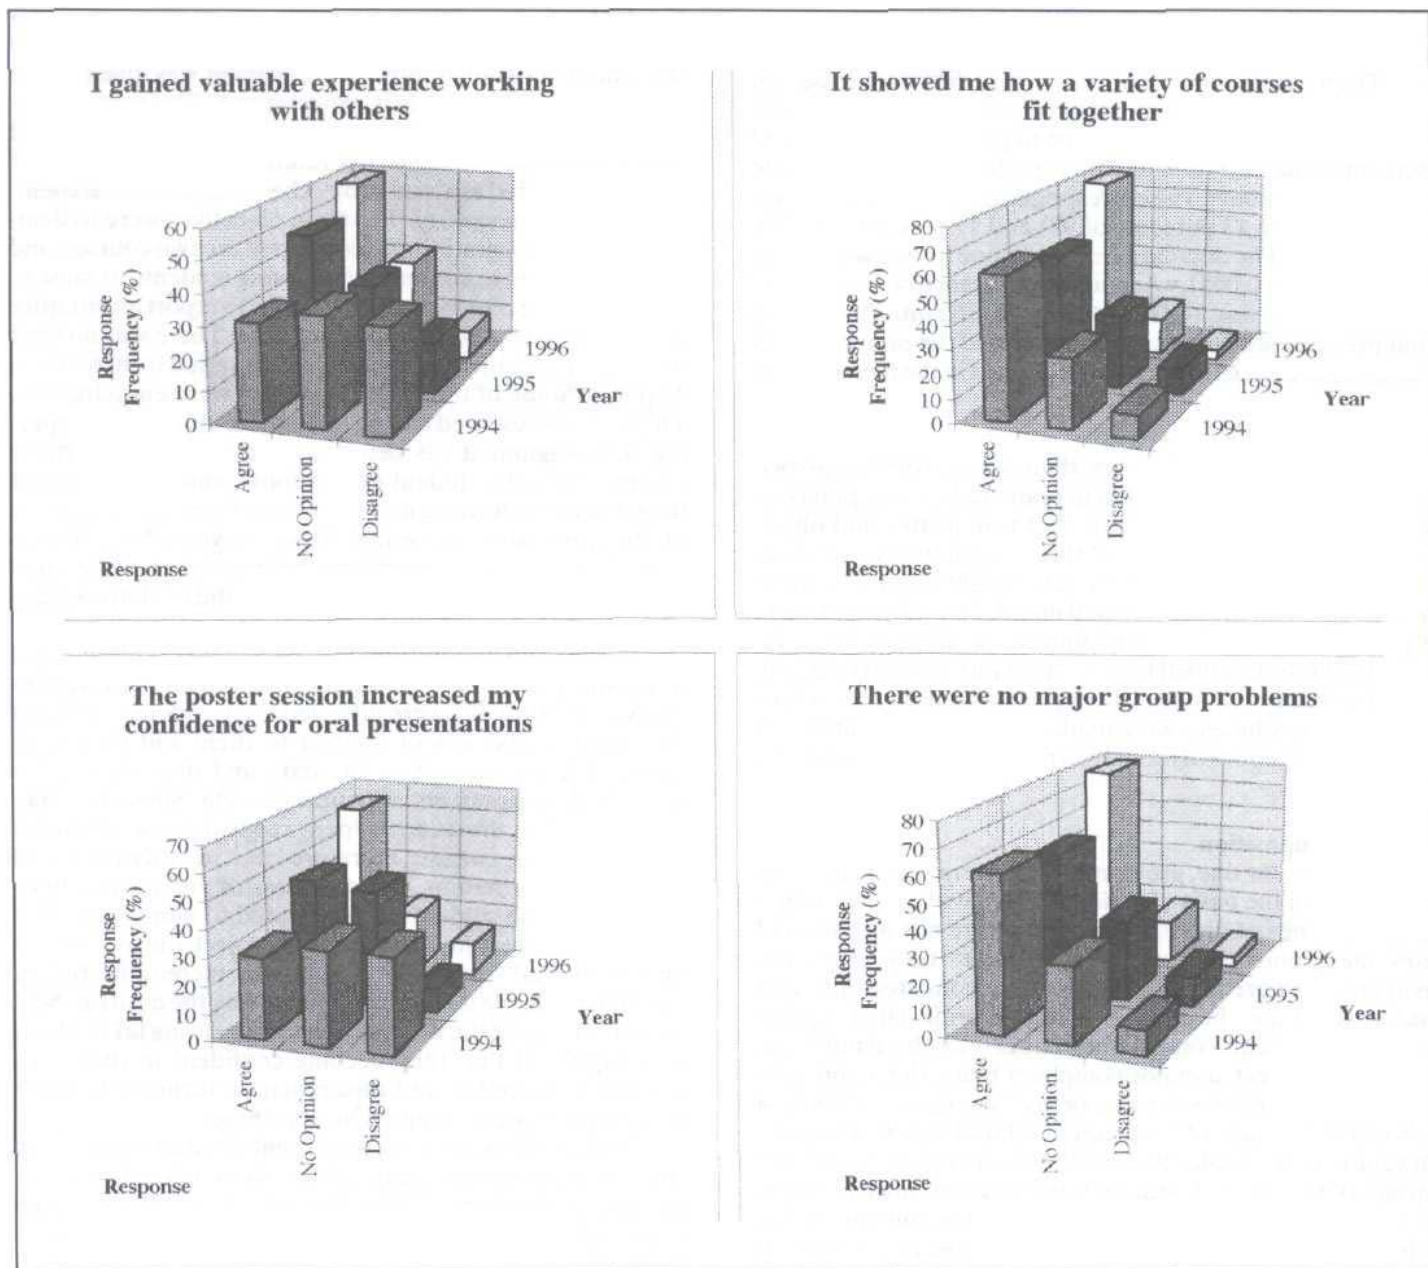 I gained valuable experience working
with others
Response
Frequency (%)
60
50
40
30
20
10
0
Agree
No Opinion
Disagree
1994
1995
1996
Year
Response
It showed me how a variety of courses
fit together
Response
Frequency (%)
80
70
60
50
40
30
20
10
0
Agree
No Opinion
Disagree
1994
1995
1996
Year
Response
The poster session increased my
confidence for oral presentations
Response
Frequency (%)
70
60
50
40
30
20
10
0
Agree
No Opinion
Disagree
1994
1995
1996
Year
Response
There were no major group problems
Response
Frequency (%)
80
70
60
50
40
30
20
10
0
Agree
No Opinion
Disagree
1994
1995
1996
Year
Response